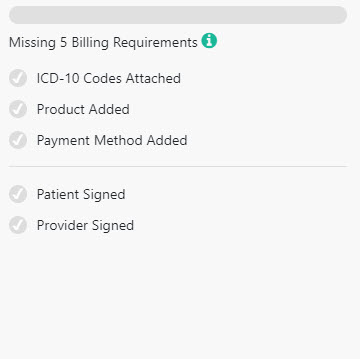 Missing 5 Billing Requirements
ICD-10 Codes Attached
Product Added
Payment Method Added
Patient Signed
Provider Signed